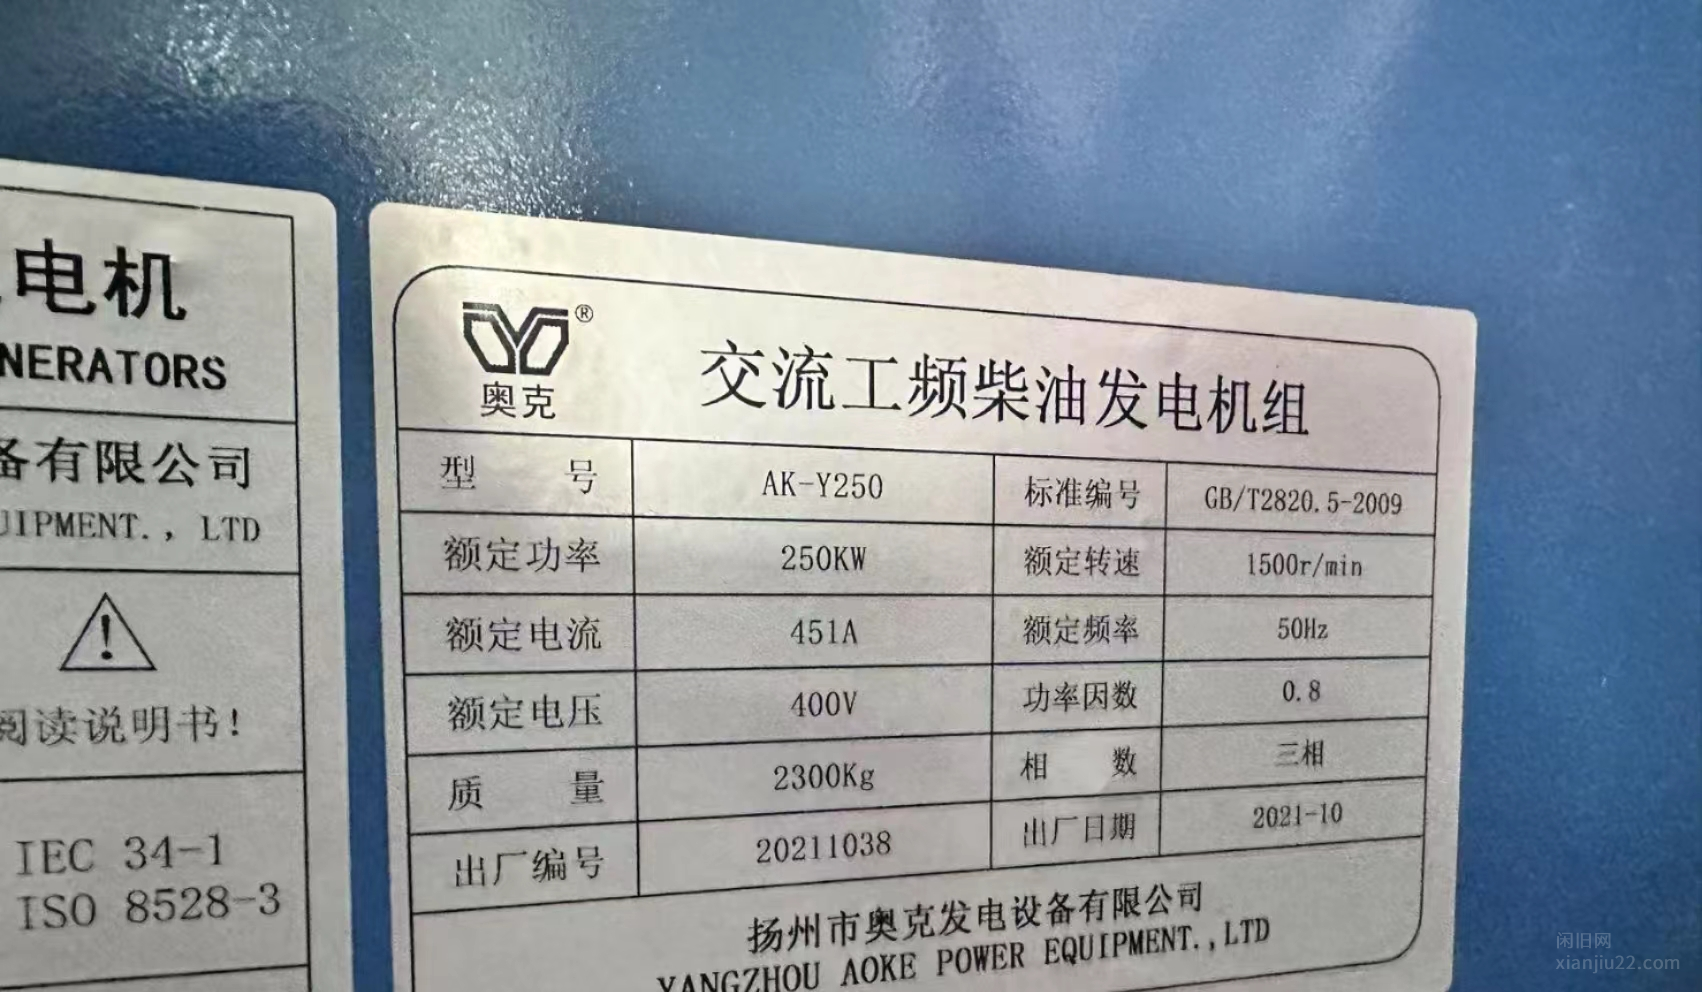 电机
NERATORS
备有限公司
UIPMENT., LTD
阅读说明书!
IEC 34-1
ISO 8528-3
®
奥克
交流工频柴油发电机组
型 号 AK-Y250 标准编号 GB/T2820.5-2009
额定功率 250KW 额定转速 1500r/min
额定电流 451A 额定频率 50Hz
额定电压 400V 功率因数 0.8
质 量 2300Kg 相 数 三相
出厂编号 20211038 出厂日期 2021-10
扬州市奥克发电设备有限公司
YANGZHOU AOKE POWER EQUIPMENT.,LTD
闲旧网
xianjiu22.com